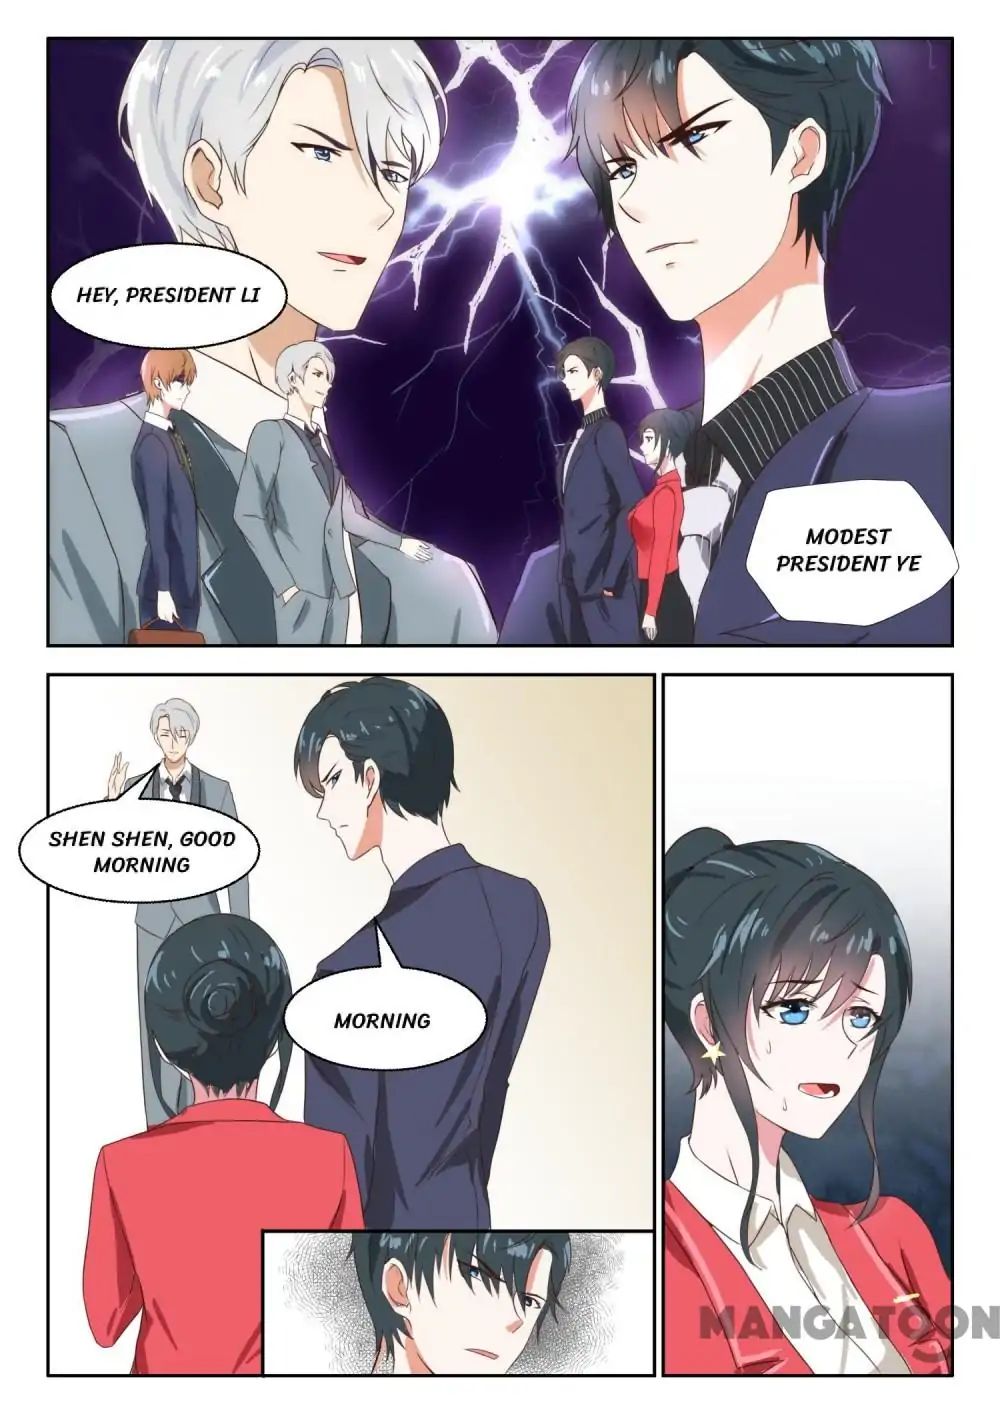 HEY, PRESIDENT LI
MODEST
PRESIDENT YE
SHEN SHEN, GOOD
MORNING
MORNING
MANGATOON